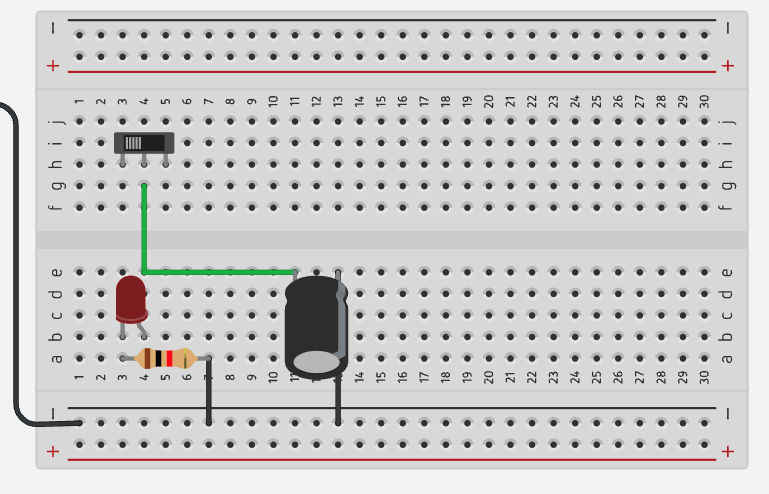 − −
+ +
1 2 3 4 5 6 7 8 9 10 11 12 13 14 15 16 17 18 19 20 21 22 23 24 25 26 27 28 29 30
j j
i i
h h
g g
f f
e e
d d
c c
b b
a a
1 2 3 4 5 6 7 8 9 10 11 12 13 14 15 16 17 18 19 20 21 22 23 24 25 26 27 28 29 30
− −
+ +